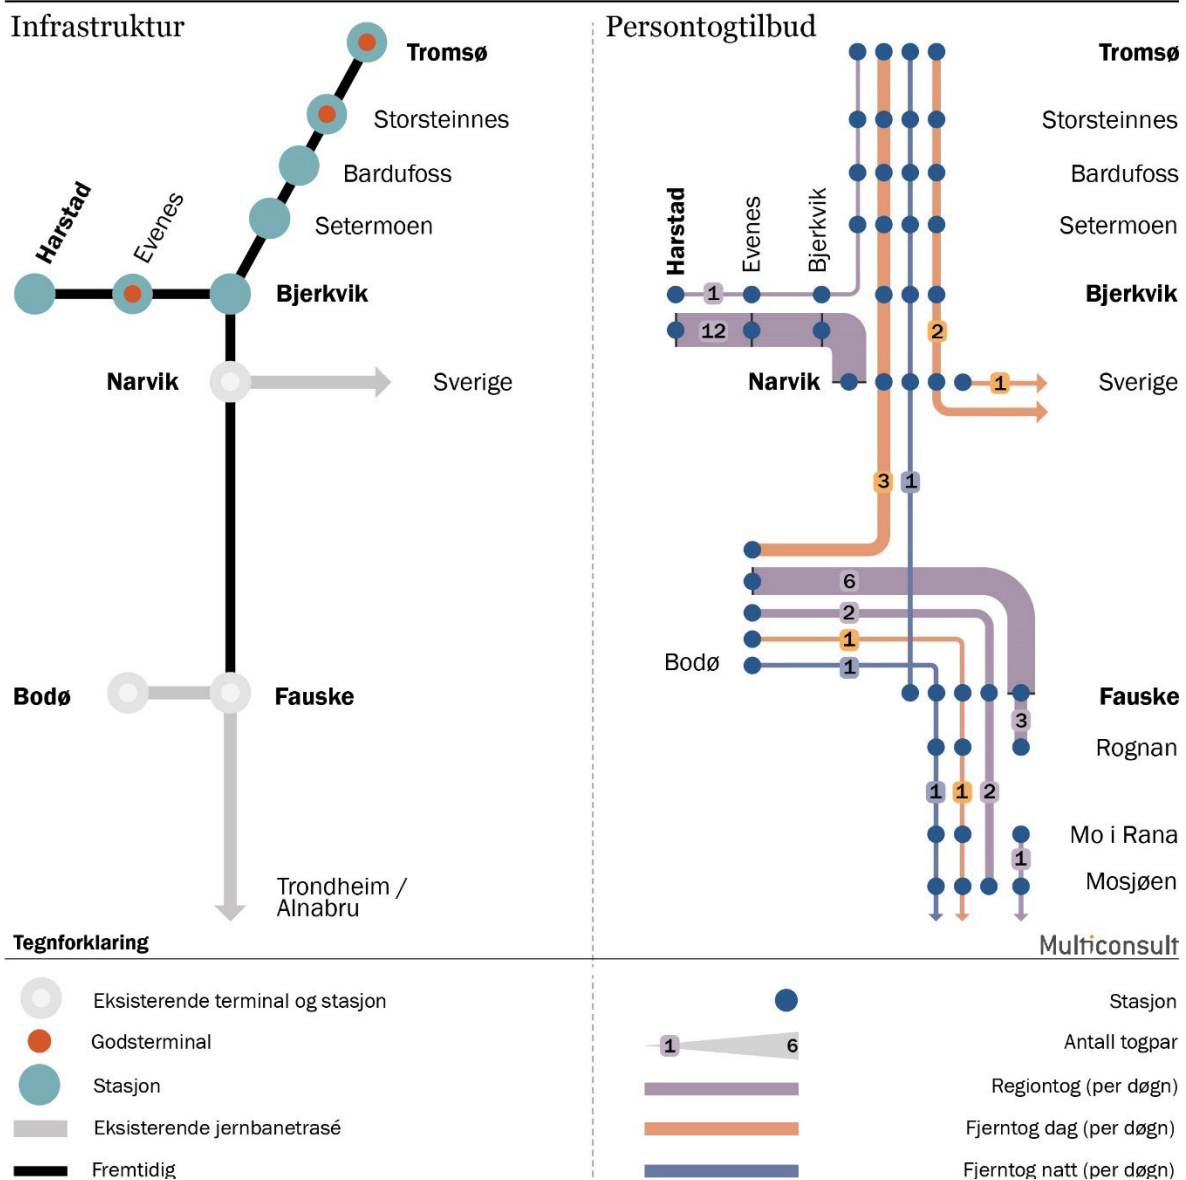 Infrastruktur
Tromsø
Storsteinnes
Bardufoss
Setermoen
Harstad
Evenes
Bjerkvik
Narvik
Sverige
Bodø
Fauske
Trondheim /
Alnabru
Persontogtilbud
Tromsø
Storsteinnes
Bardufoss
Setermoen
Harstad
Evenes
Bjerkvik
1
Bjerkvik
12
2
Narvik
1
Sverige
3
1
6
2
1
Bodø
1
Fauske
3
Rognan
1
1
2
Mo i Rana
1
Mosjøen
Multiconsult
Tegnforklaring
Eksisterende terminal og stasjon
Godsterminal
Stasjon
Eksisterende jernbanetrasé
Fremtidig
Stasjon
1
6
Antall togpar
Regiontog (per døgn)
Fjerntog dag (per døgn)
Fjerntog natt (per døgn)